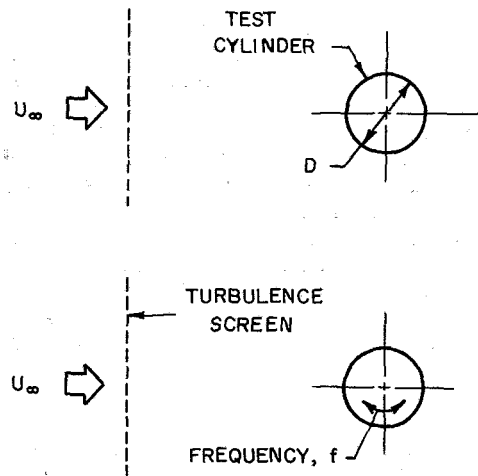 TEST
CYLINDER
U∞
D
TURBULENCE
SCREEN
U∞
FREQUENCY, f